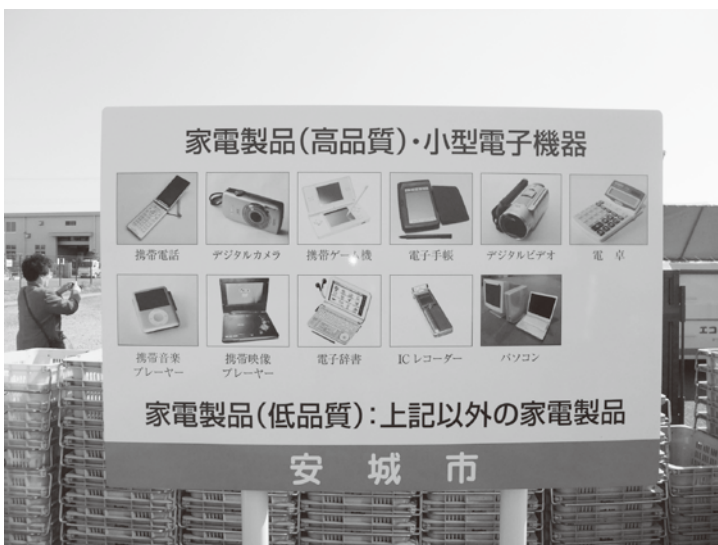 家電製品(高品質)・小型電子機器
携帯電話
デジタルカメラ
携帯ゲーム機
電子手帳
デジタルビデオ
電 卓
携帯音楽
プレーヤー
携帯映像
プレーヤー
電子辞書
ICレコーダー
パソコン
家電製品(低品質):上記以外の家電製品
安 城 市
エコ